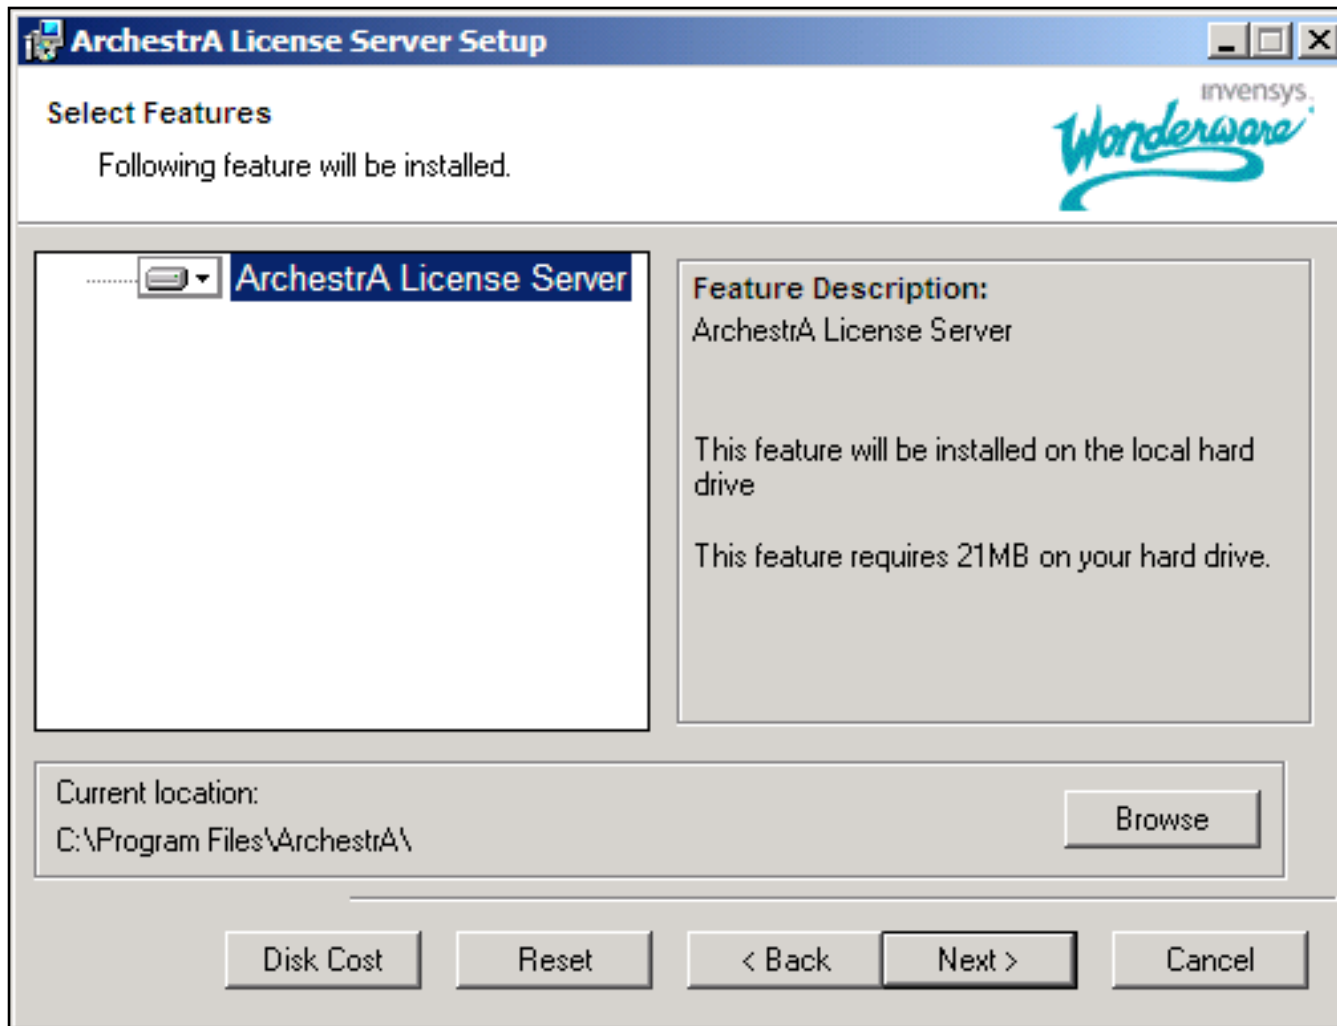 ArchestrA License Server Setup
Select Features
Following feature will be installed.
invensys.
Wonderware
ArchestrA License Server
Feature Description:
ArchestrA License Server
This feature will be installed on the local hard
drive
This feature requires 21MB on your hard drive.
Current location:
C:\Program Files\ArchestrA\
Browse
Disk Cost
Reset
< Back
Next >
Cancel